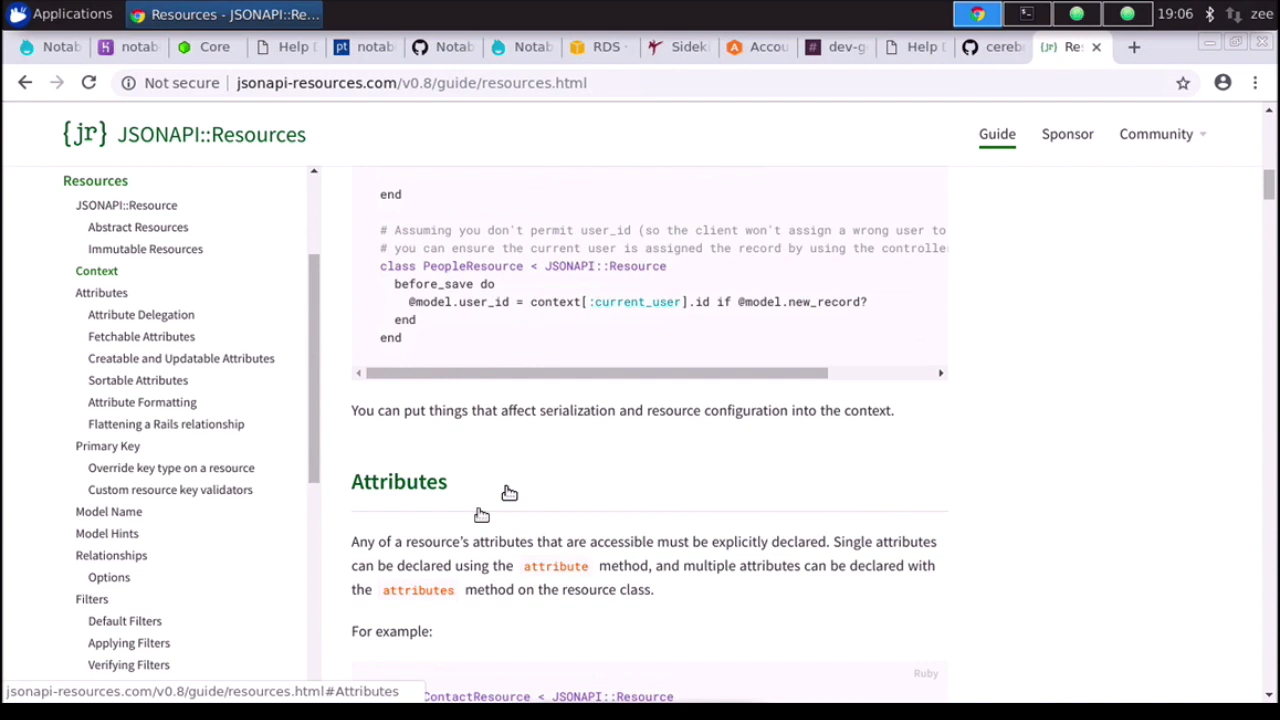 Applications
Resources - JSONAPI::Re...
19:06
zee
Notab
notab
Core
Help D
notab
Notab
Notab
RDS
Sideki
Accou
dev-g
Help D
cereb
Re:
Not secure
jsonapi-resources.com/v0.8/guide/resources.html
{jr} JSONAPI::Resources
Guide
Sponsor
Community
Resources
JSONAPI::Resource
Abstract Resources
Immutable Resources
Context
Attributes
Attribute Delegation
Fetchable Attributes
Creatable and Updatable Attributes
Sortable Attributes
Attribute Formatting
Flattening a Rails relationship
Primary Key
Override key type on a resource
Custom resource key validators
Model Name
Model Hints
Relationships
Options
Filters
Default Filters
Applying Filters
Verifying Filters
end
# Assuming you don't permit user_id (so the client won't assign a wrong user to
# you can ensure the current user is assigned the record by using the controlle
class PeopleResource < JSONAPI::Resource
before_save do
@model.user_id = context[:current_user].id if @model.new_record?
end
end
You can put things that affect serialization and resource configuration into the context.
Attributes
Any of a resource's attributes that are accessible must be explicitly declared. Single attributes
can be declared using the attribute method, and multiple attributes can be declared with
the attributes method on the resource class.
For example:
Ruby
ContactResource < JSONAPI::Resource
jsonapi-resources.com/v0.8/guide/resources.html#Attributes